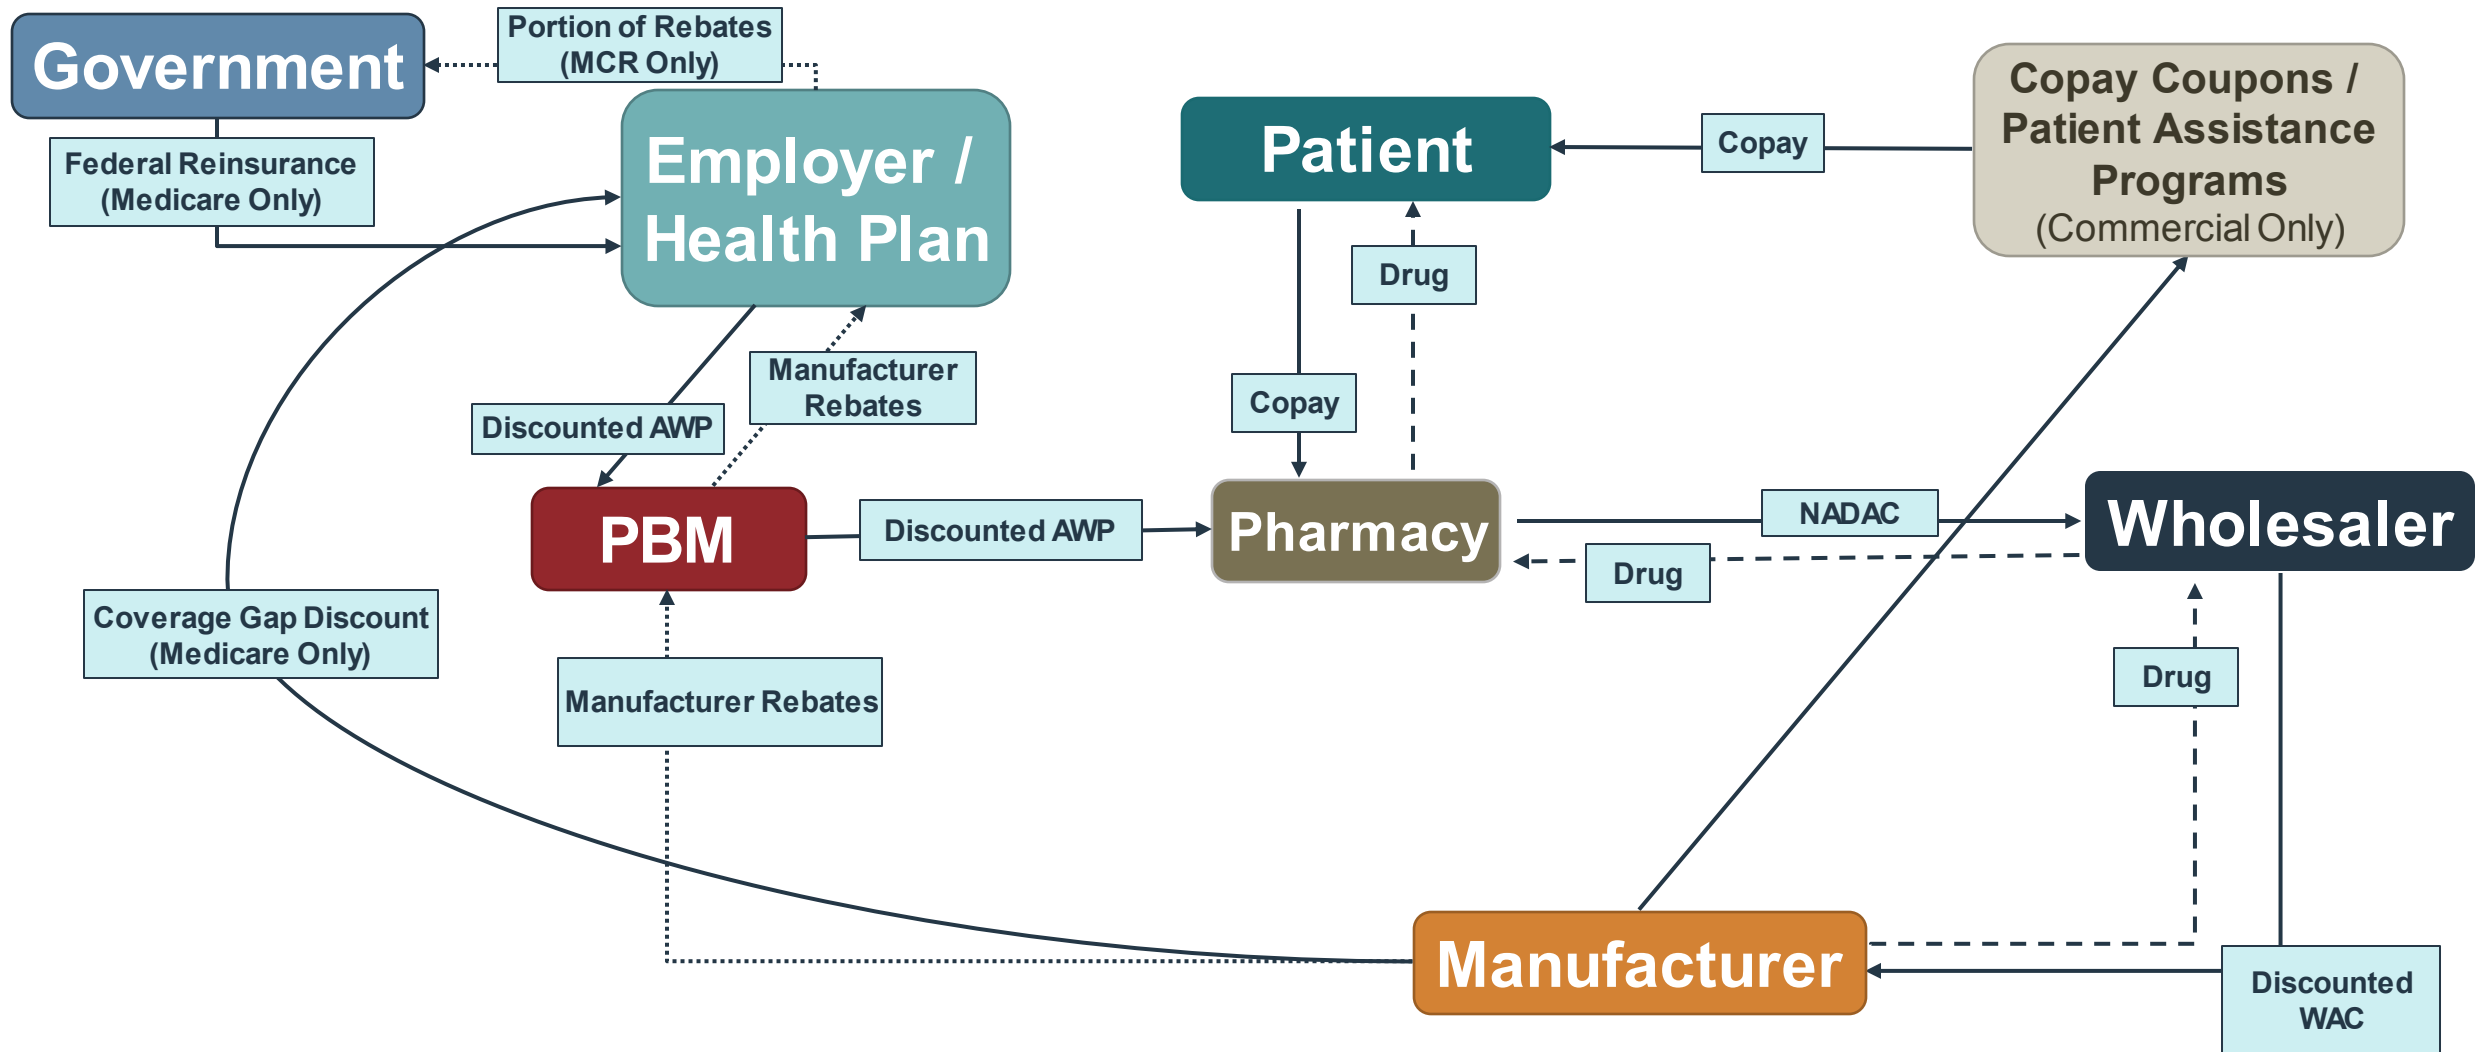 Government
Portion of Rebates
(MCR Only)
Federal Reinsurance
(Medicare Only)
Employer /
Health Plan
Patient
Copay
Copay Coupons /
Patient Assistance
Programs
(Commercial Only)
Drug
Manufacturer
Rebates
Copay
Discounted AWP
PBM
Discounted AWP
Pharmacy
NADAC
Wholesaler
Drug
Coverage Gap Discount
(Medicare Only)
Manufacturer Rebates
Drug
Manufacturer
Discounted
WAC